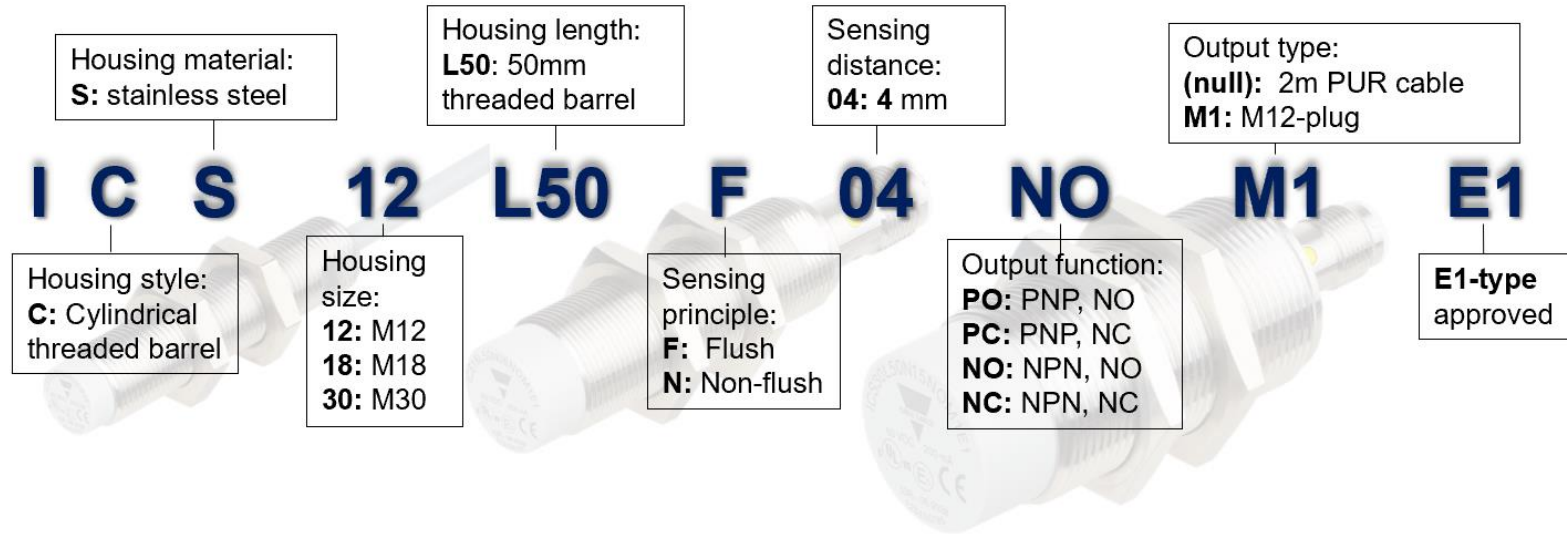 Housing material:
S: stainless steel
Housing length:
L50: 50mm
threaded barrel
Sensing
distance:
04: 4 mm
Output type:
(null):  2m PUR cable
M1: M12-plug
I C S 12 L50 F 04 NO M1 E1
Housing style:
C: Cylindrical
threaded barrel
Housing
size:
12: M12
18: M18
30: M30
Sensing
principle:
F:  Flush
N: Non-flush
Output function:
PO: PNP, NO
PC: PNP, NC
NO: NPN, NO
NC: NPN, NC
E1-type
approved